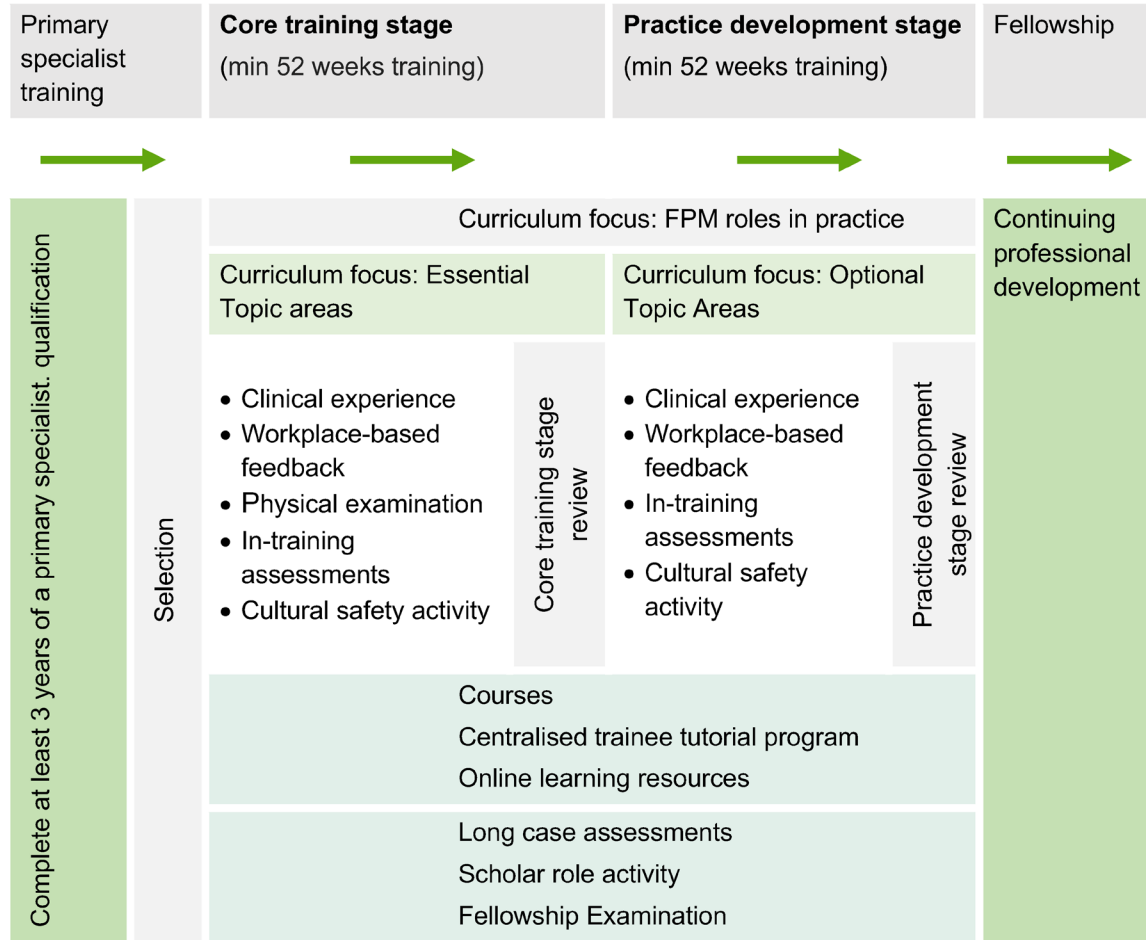 Primary
specialist
training
Core training stage
(min 52 weeks training)
Practice development stage
(min 52 weeks training)
Fellowship
Complete at least 3 years of a primary specialist. qualification
Selection
Curriculum focus: FPM roles in practice
Curriculum focus: Essential
Topic areas
• Clinical experience
• Workplace-based
feedback
• Physical examination
• In-training
assessments
• Cultural safety activity
Core training stage
review
Curriculum focus: Optional
Topic Areas
• Clinical experience
• Workplace-based
feedback
• In-training
assessments
• Cultural safety
activity
Practice development
stage review
Courses
Centralised trainee tutorial program
Online learning resources
Long case assessments
Scholar role activity
Fellowship Examination
Continuing
professional
development